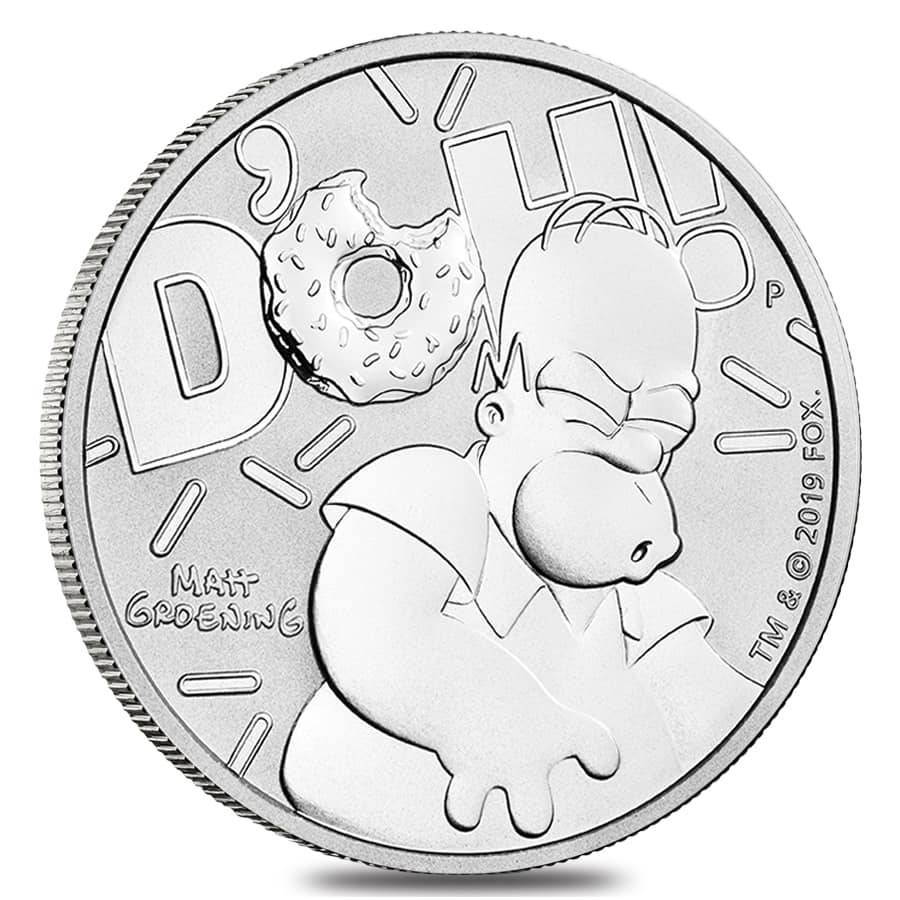 D'OH!
P
MATT
GROENING
TM & © 2019 FOX.